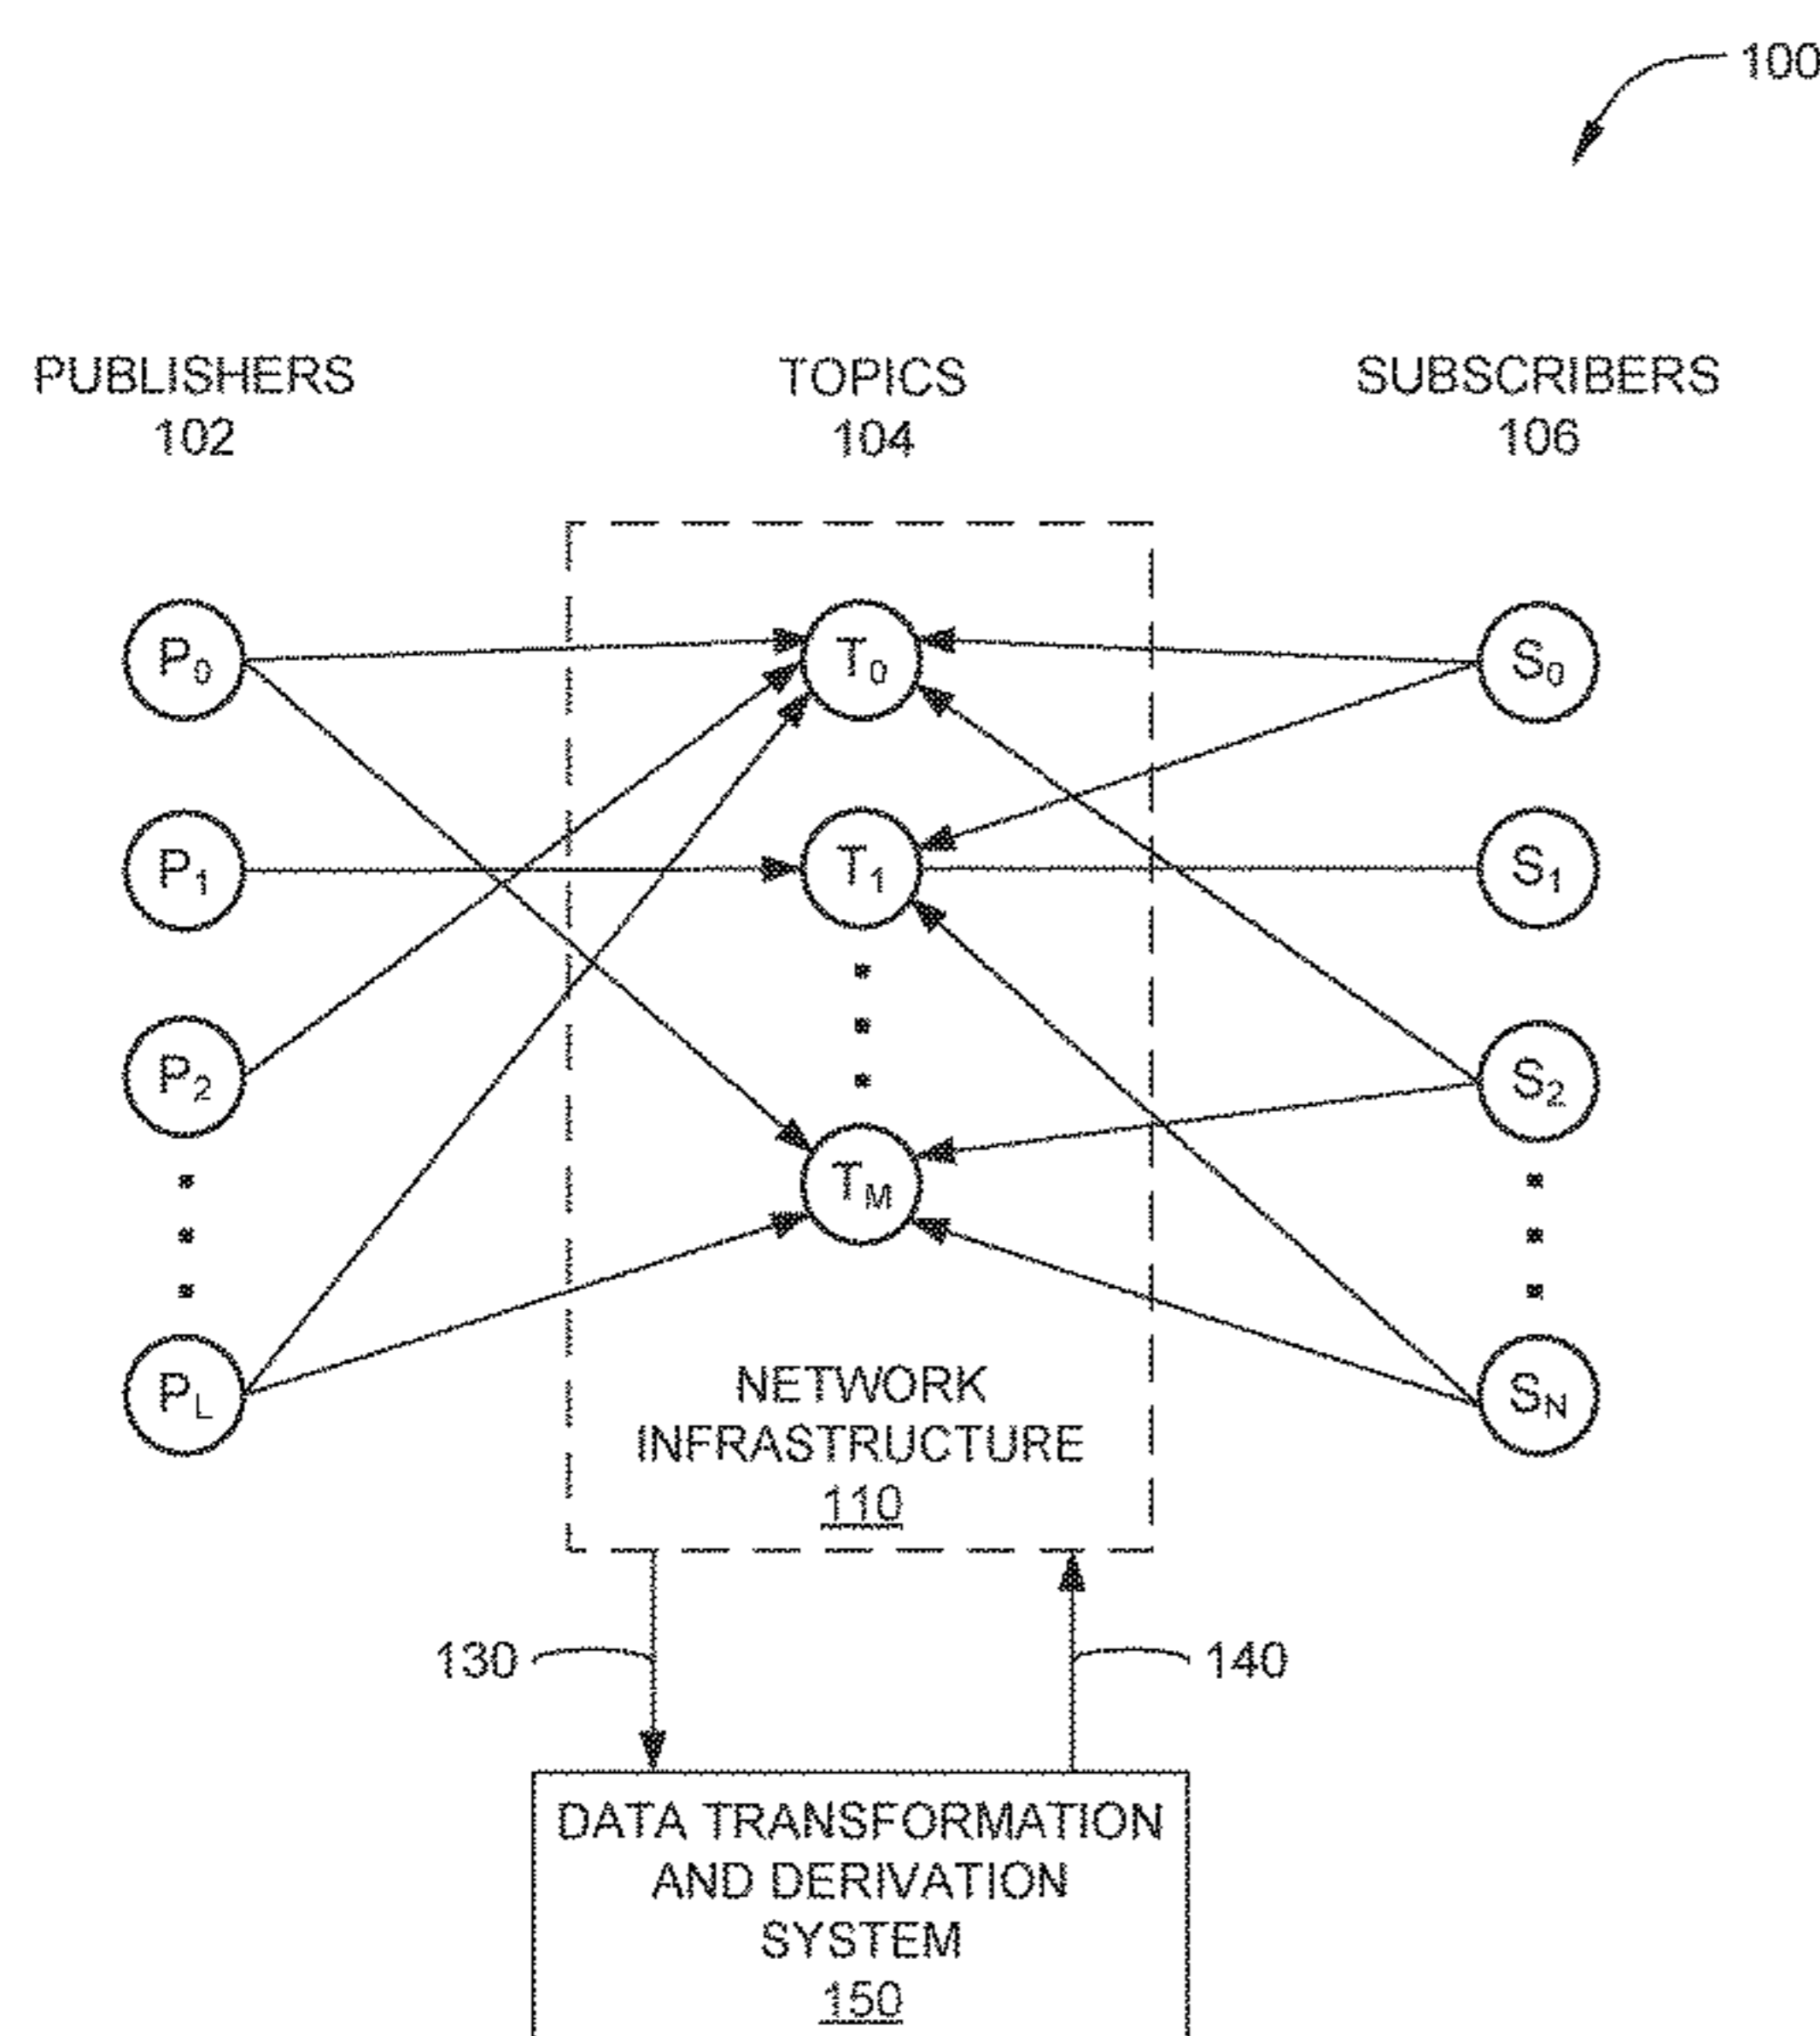 100
PUBLISHERS
102
TOPICS
104
SUBSCRIBERS
106
P0
T0
S0
P1
T1
S1
P2
S2
TM
PL
SN
NETWORK
INFRASTRUCTURE
110
130
140
DATA TRANSFORMATION
AND DERIVATION
SYSTEM
150